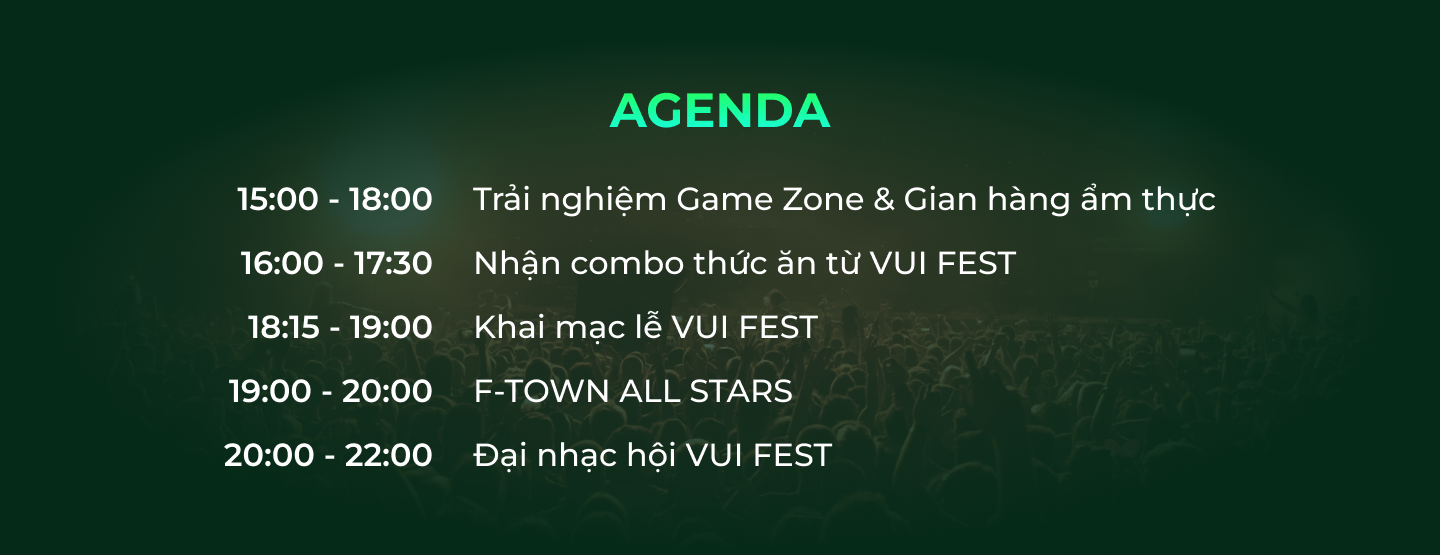 AGENDA
15:00 - 18:00 Trải nghiệm Game Zone & Gian hàng ẩm thực
16:00 - 17:30 Nhận combo thức ăn từ VUI FEST
18:15 - 19:00 Khai mạc lễ VUI FEST
19:00 - 20:00 F-TOWN ALL STARS
20:00 - 22:00 Đại nhạc hội VUI FEST